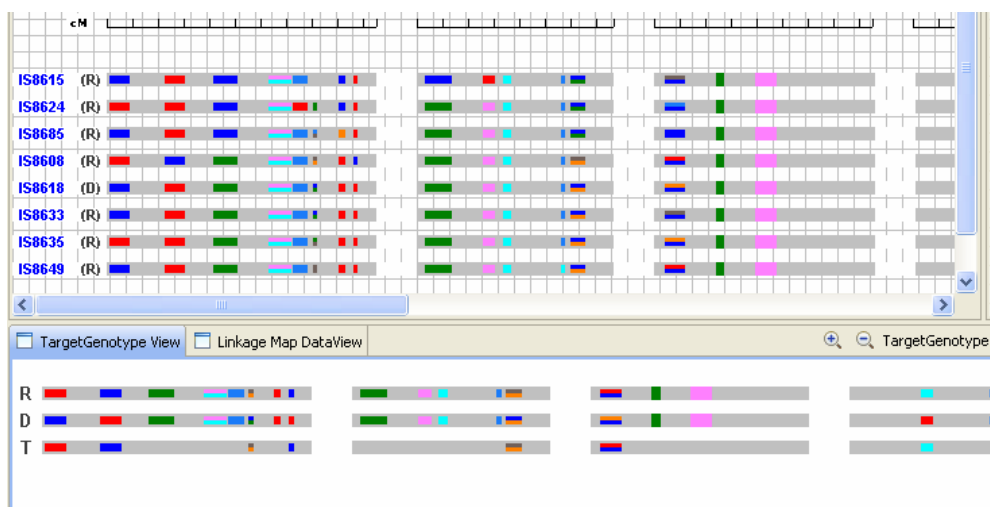 cM
IS8615 (R)
IS8624 (R)
IS8685 (R)
IS8608 (R)
IS8618 (D)
IS8633 (R)
IS8635 (R)
IS8649 (R)
TargetGenotype View Linkage Map DataView TargetGenotype
R
D
T